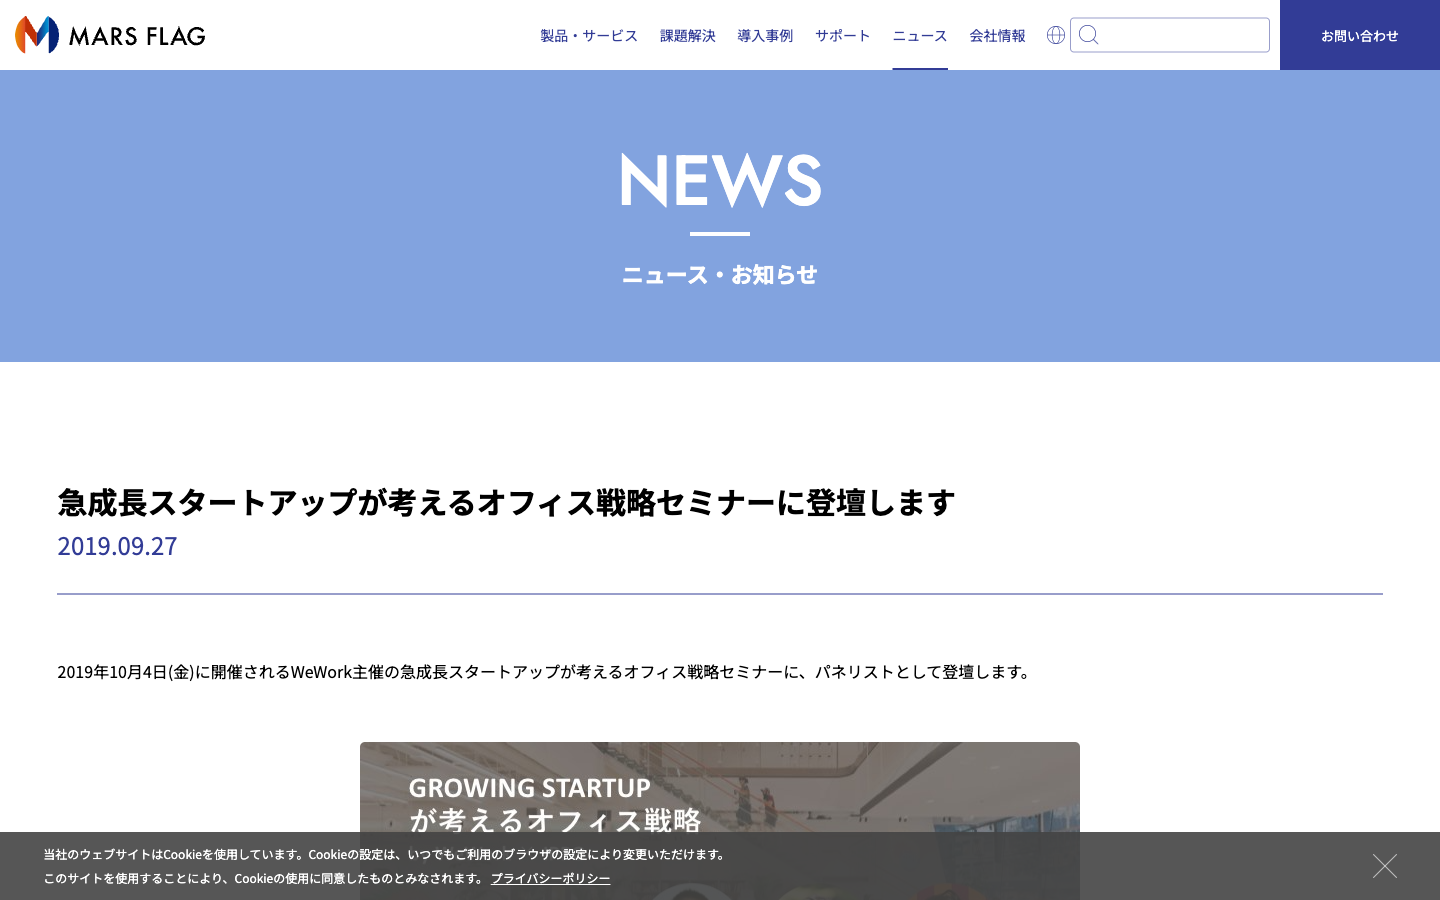 MARS FLAG
製品・サービス 課題解決 導入事例 サポート ニュース 会社情報 お問い合わせ
NEWS
ニュース・お知らせ
急成長スタートアップが考えるオフィス戦略セミナーに登壇します
2019.09.27
2019年10月4日(金)に開催されるWeWork主催の急成長スタートアップが考えるオフィス戦略セミナーに、パネリストとして登壇します。
GROWING STARTUP
が考えるオフィス戦略
当社のウェブサイトはCookieを使用しています。Cookieの設定は、いつでもご利用のブラウザの設定により変更いただけます。
このサイトを使用することにより、Cookieの使用に同意したものとみなされます。 プライバシーポリシー